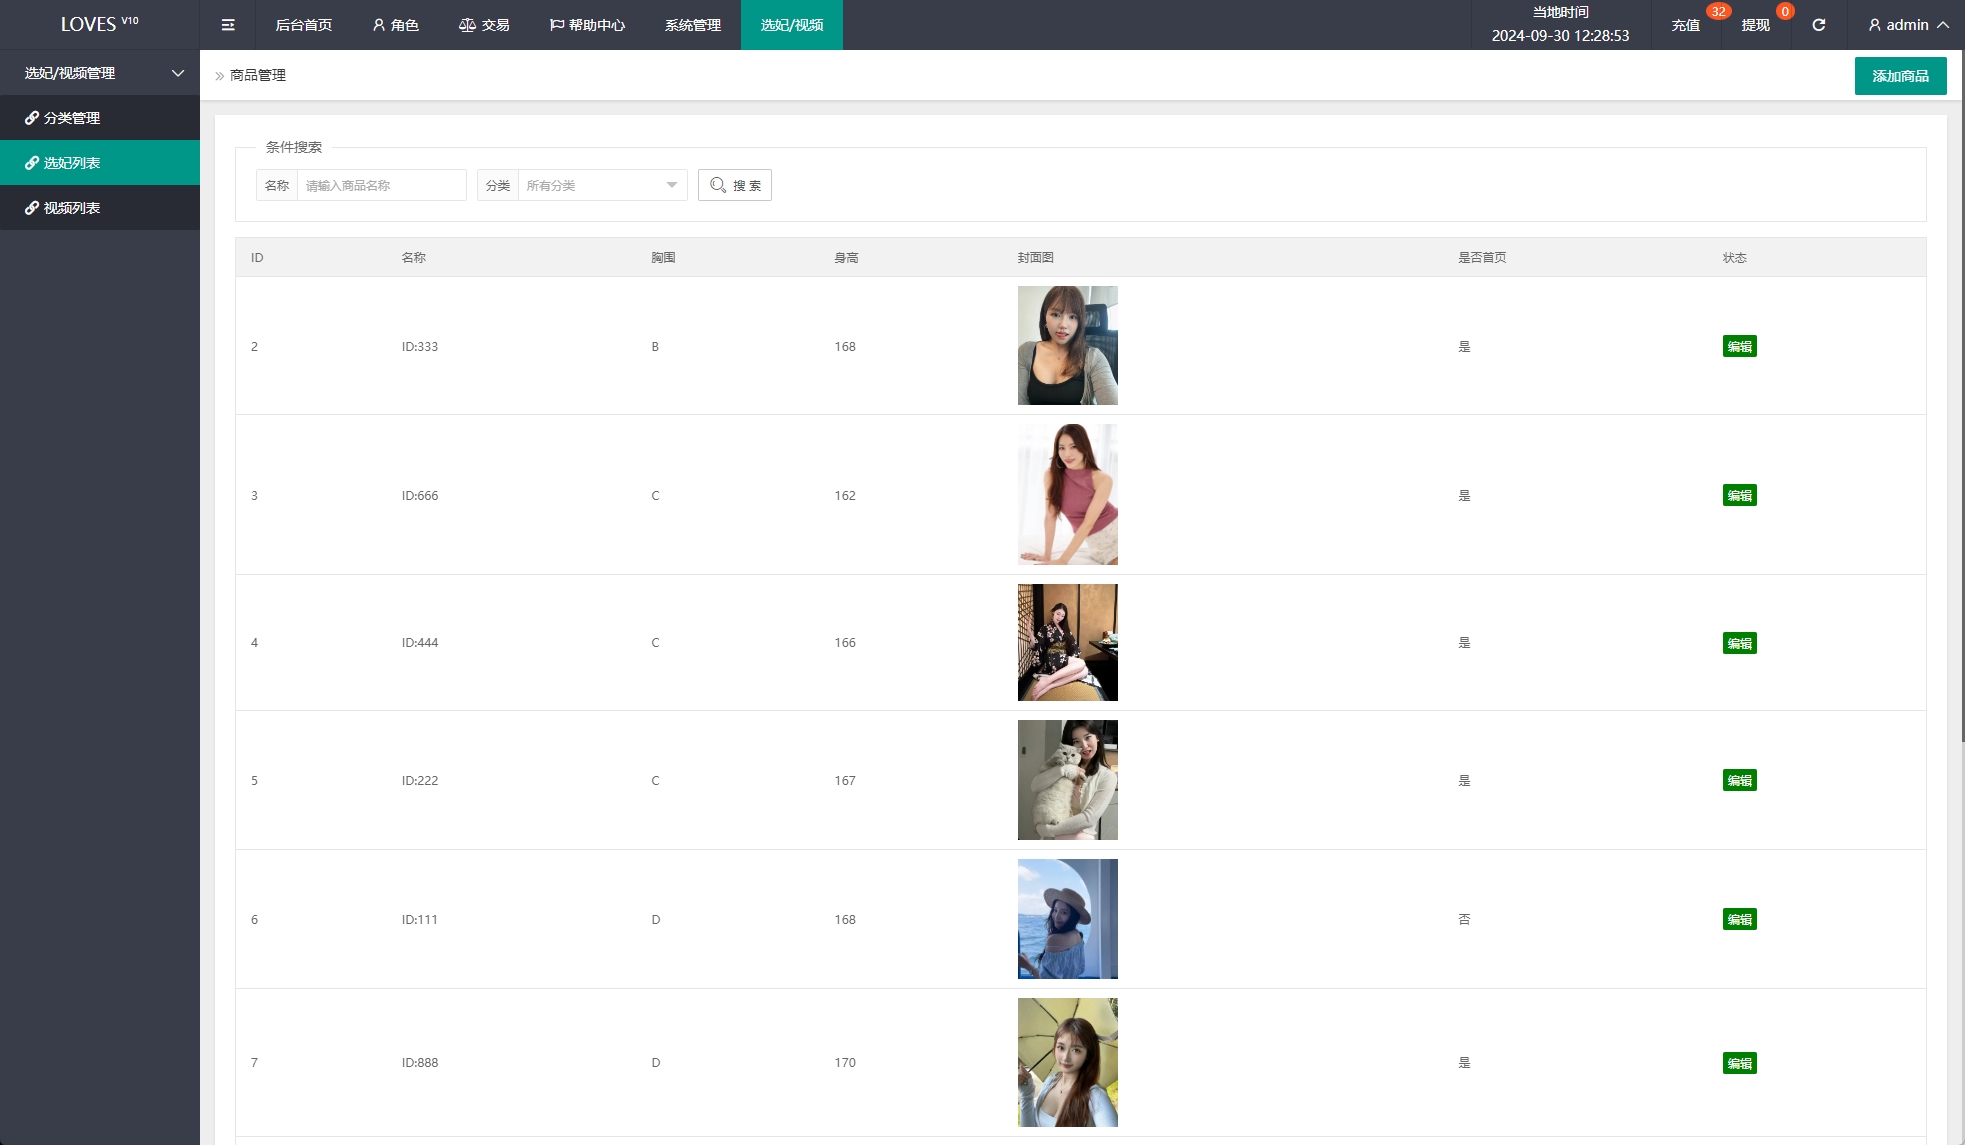 LOVES V10
后台首页
角色
交易
帮助中心
系统管理
选妃/视频
当地时间
2024-09-30 12:28:53
充值
32
提现
0
admin
选妃/视频管理
分类管理
选妃列表
视频列表
» 商品管理
添加商品
条件搜索
名称 请输入商品名称 分类 所有分类 搜 索
ID 名称 胸围 身高 封面图 是否首页 状态
2 ID:333 B 168 是 编辑
3 ID:666 C 162 是 编辑
4 ID:444 C 166 是 编辑
5 ID:222 C 167 是 编辑
6 ID:111 D 168 否 编辑
7 ID:888 D 170 是 编辑